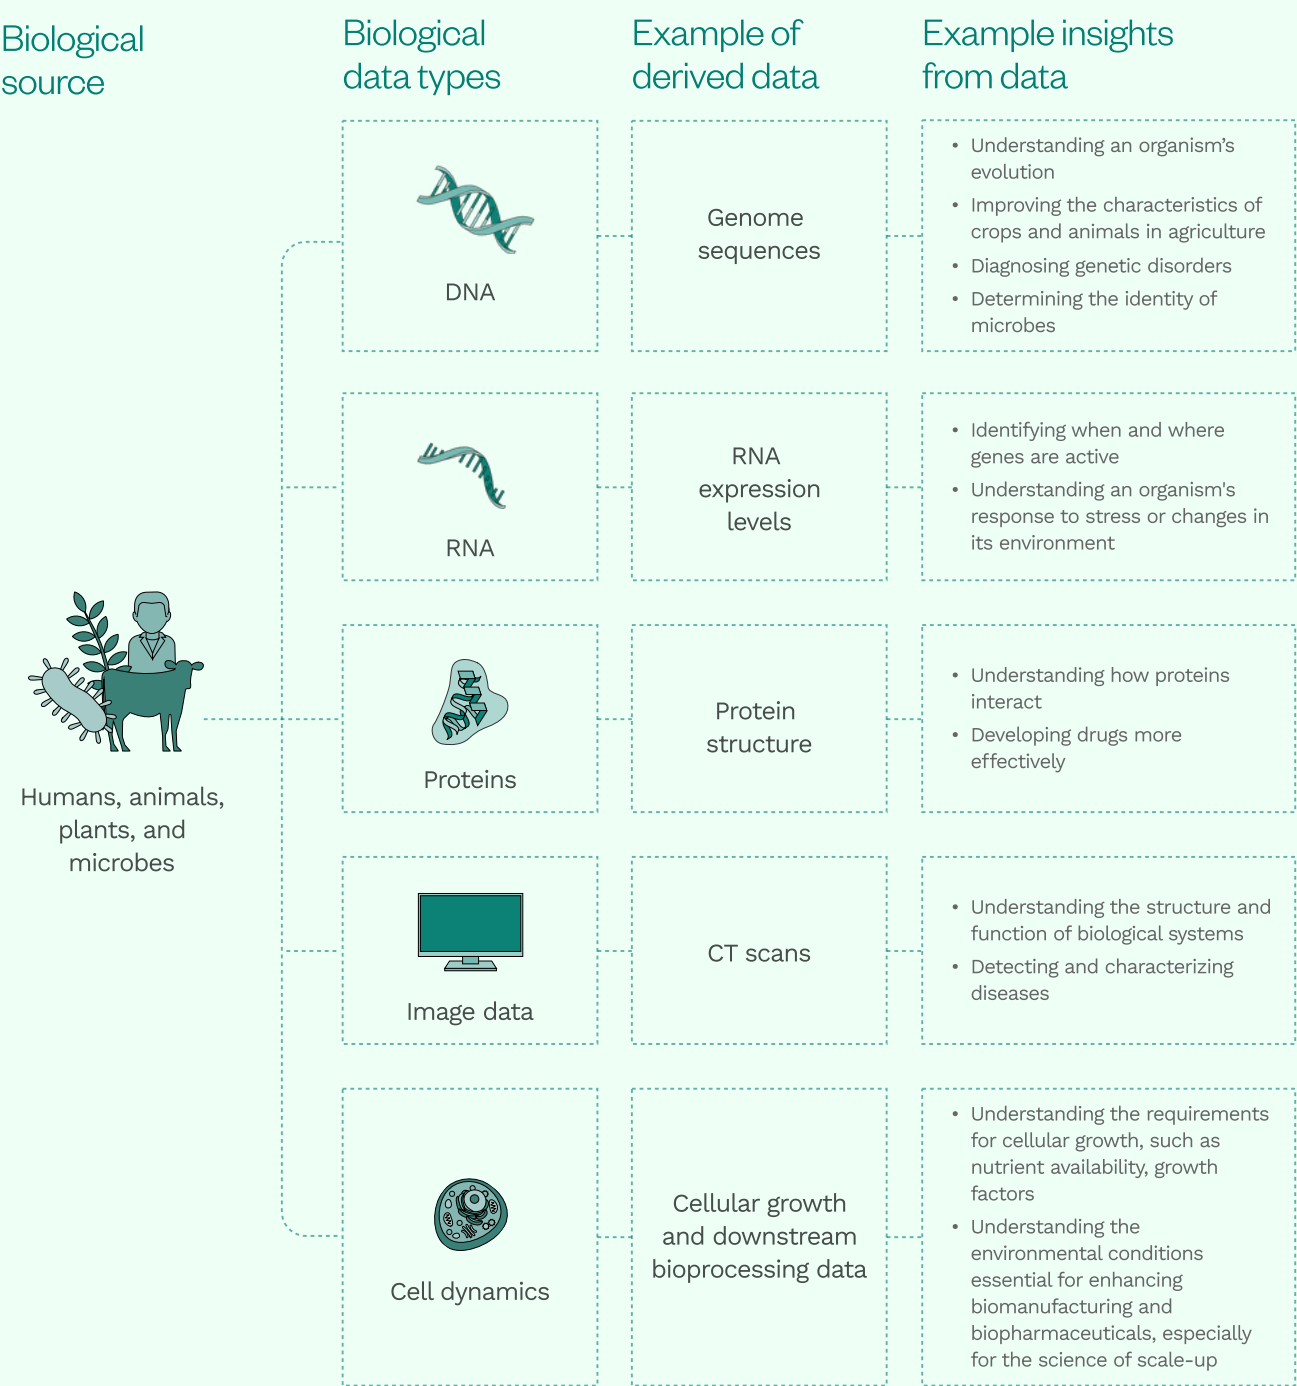 Biological
source
Biological
data types
Example of
derived data
Example insights
from data
Humans, animals,
plants, and
microbes
DNA
Genome
sequences
• Understanding an organism’s
evolution
• Improving the characteristics of
crops and animals in agriculture
• Diagnosing genetic disorders
• Determining the identity of
microbes
RNA
RNA
expression
levels
• Identifying when and where
genes are active
• Understanding an organism's
response to stress or changes in
its environment
Proteins
Protein
structure
• Understanding how proteins
interact
• Developing drugs more
effectively
Image data
CT scans
• Understanding the structure and
function of biological systems
• Detecting and characterizing
diseases
Cell dynamics
Cellular growth
and downstream
bioprocessing data
• Understanding the requirements
for cellular growth, such as
nutrient availability, growth
factors
• Understanding the
environmental conditions
essential for enhancing
biomanufacturing and
biopharmaceuticals, especially
for the science of scale-up